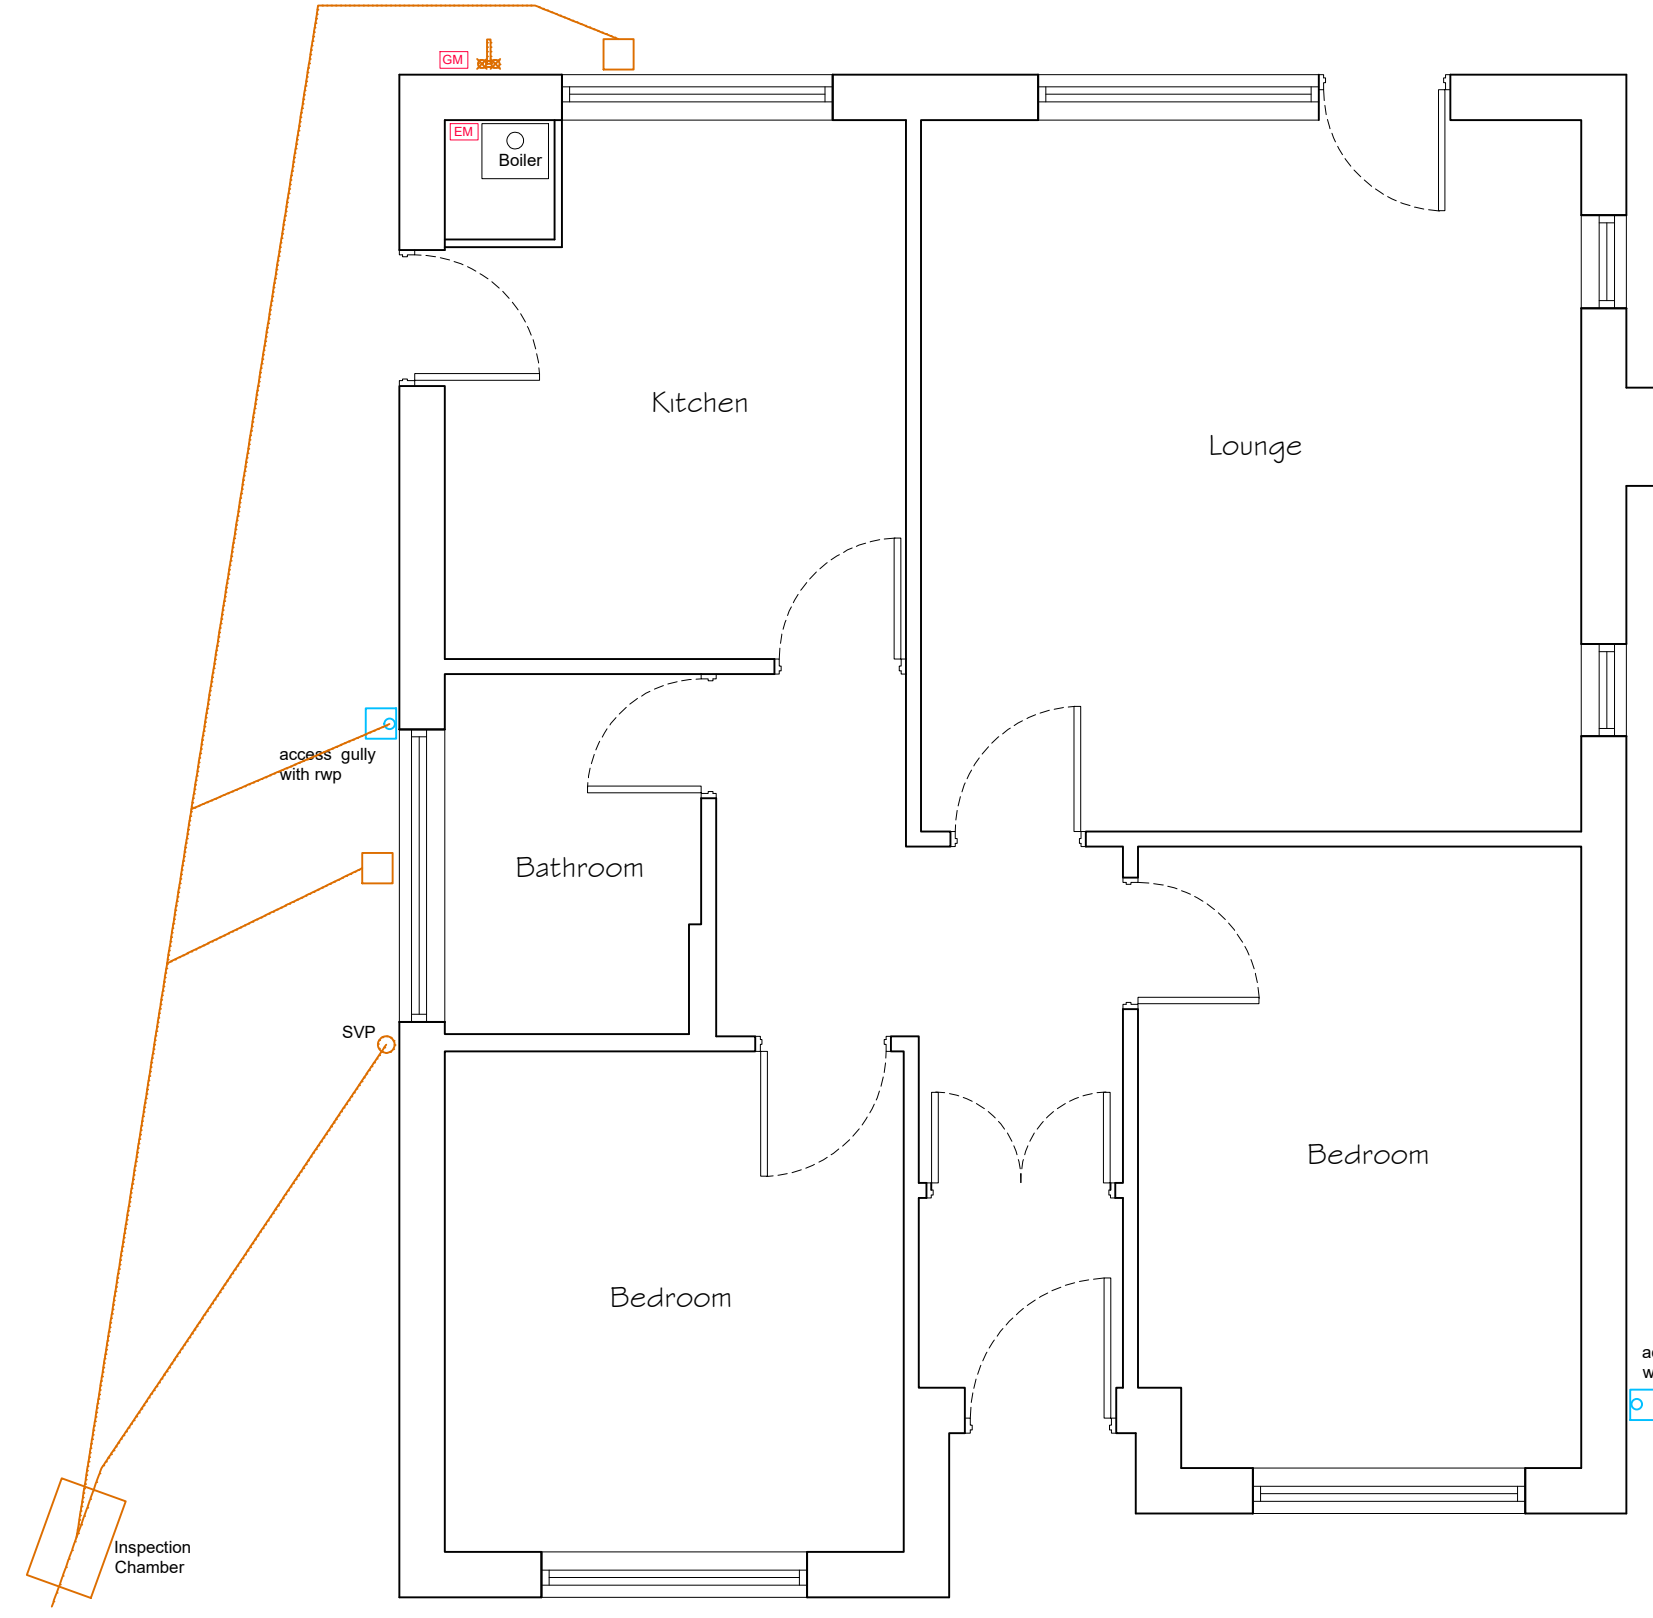 GM
EM
Boiler
Kitchen
Lounge
access gully
with rwp
Bathroom
SVP
Bedroom
Bedroom
Inspection
Chamber